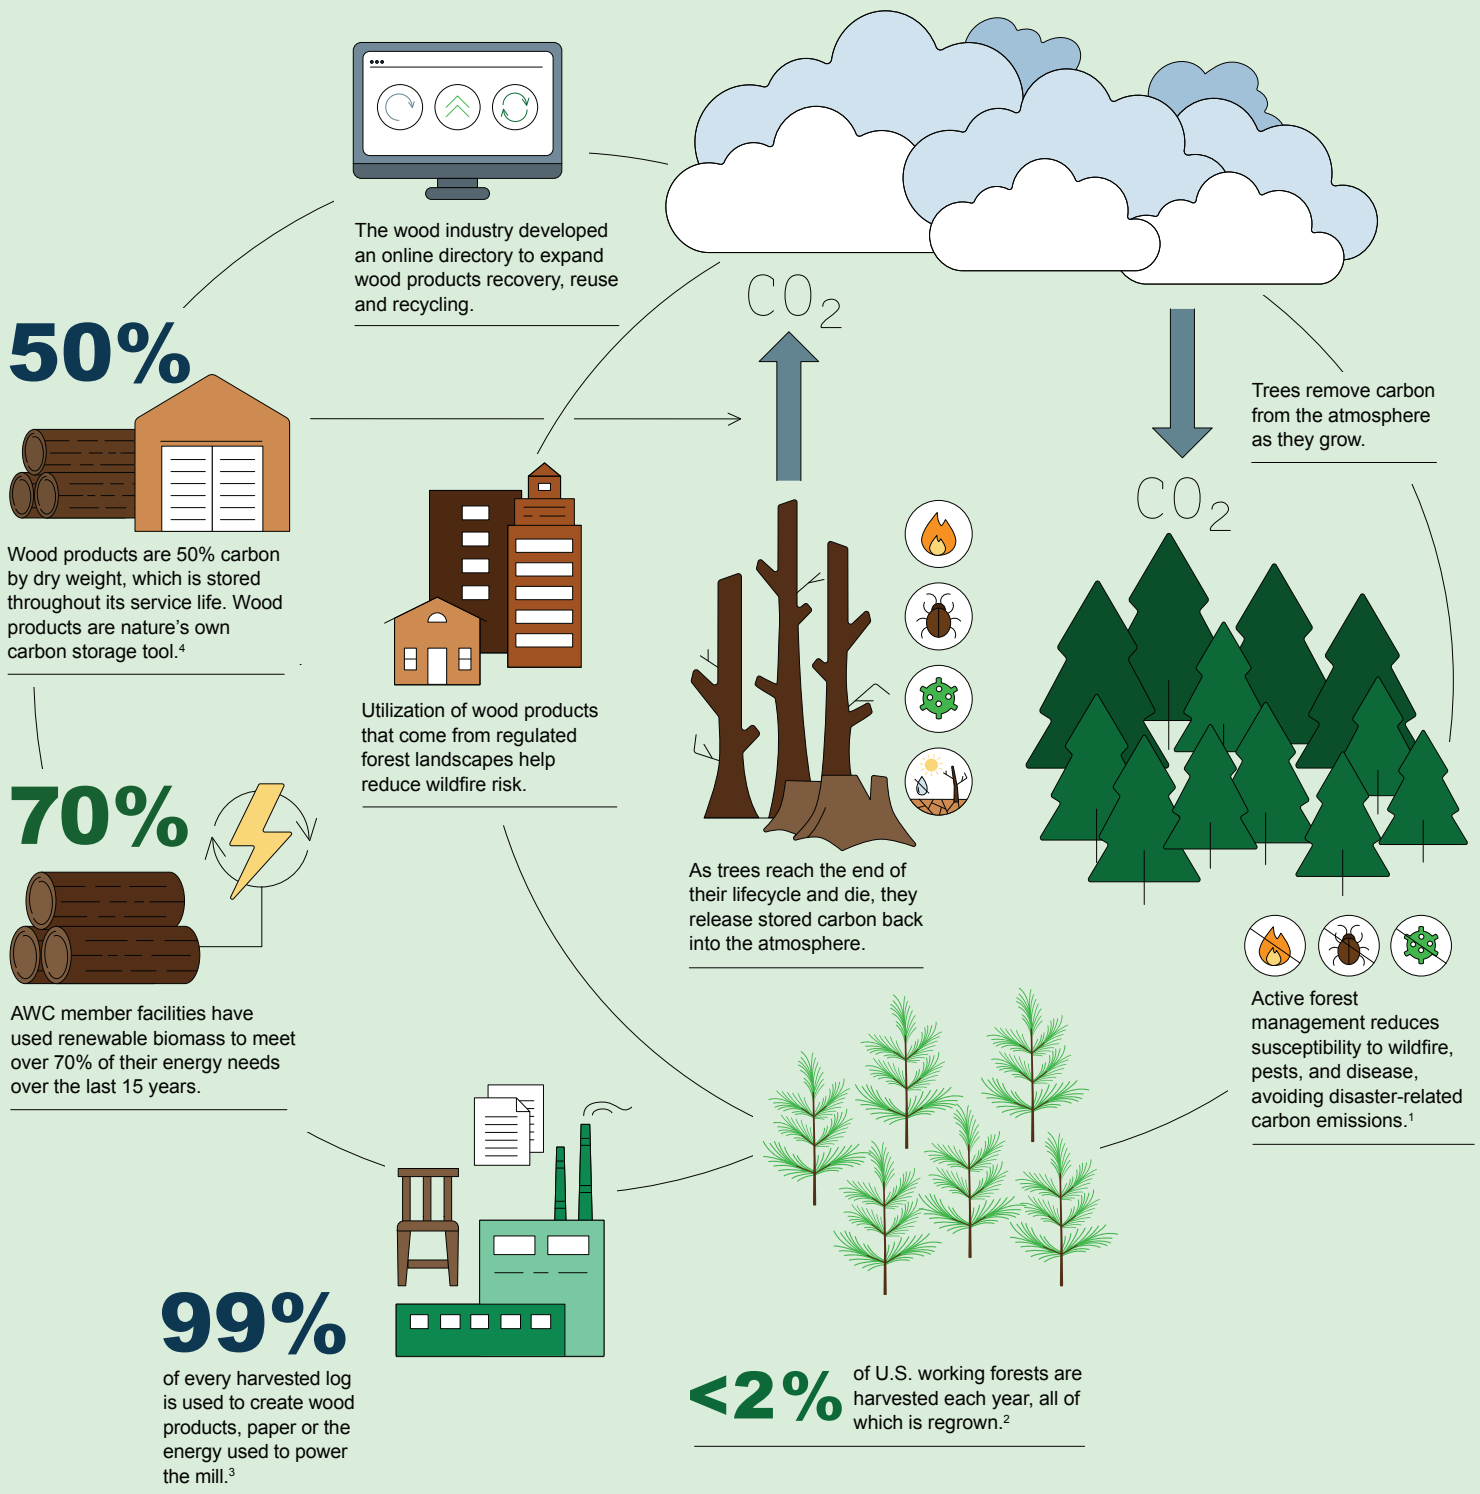 The wood industry developed
an online directory to expand
wood products recovery, reuse
and recycling.
CO2
50%
Wood products are 50% carbon
by dry weight, which is stored
throughout its service life. Wood
products are nature’s own
carbon storage tool.4
Trees remove carbon
from the atmosphere
as they grow.
CO2
Utilization of wood products
that come from regulated
forest landscapes help
reduce wildfire risk.
70%
AWC member facilities have
used renewable biomass to meet
over 70% of their energy needs
over the last 15 years.
As trees reach the end of
their lifecycle and die, they
release stored carbon back
into the atmosphere.
Active forest
management reduces
susceptibility to wildfire,
pests, and disease,
avoiding disaster-related
carbon emissions.1
99%
of every harvested log
is used to create wood
products, paper or the
energy used to power
the mill.3
<2%
of U.S. working forests are
harvested each year, all of
which is regrown.2